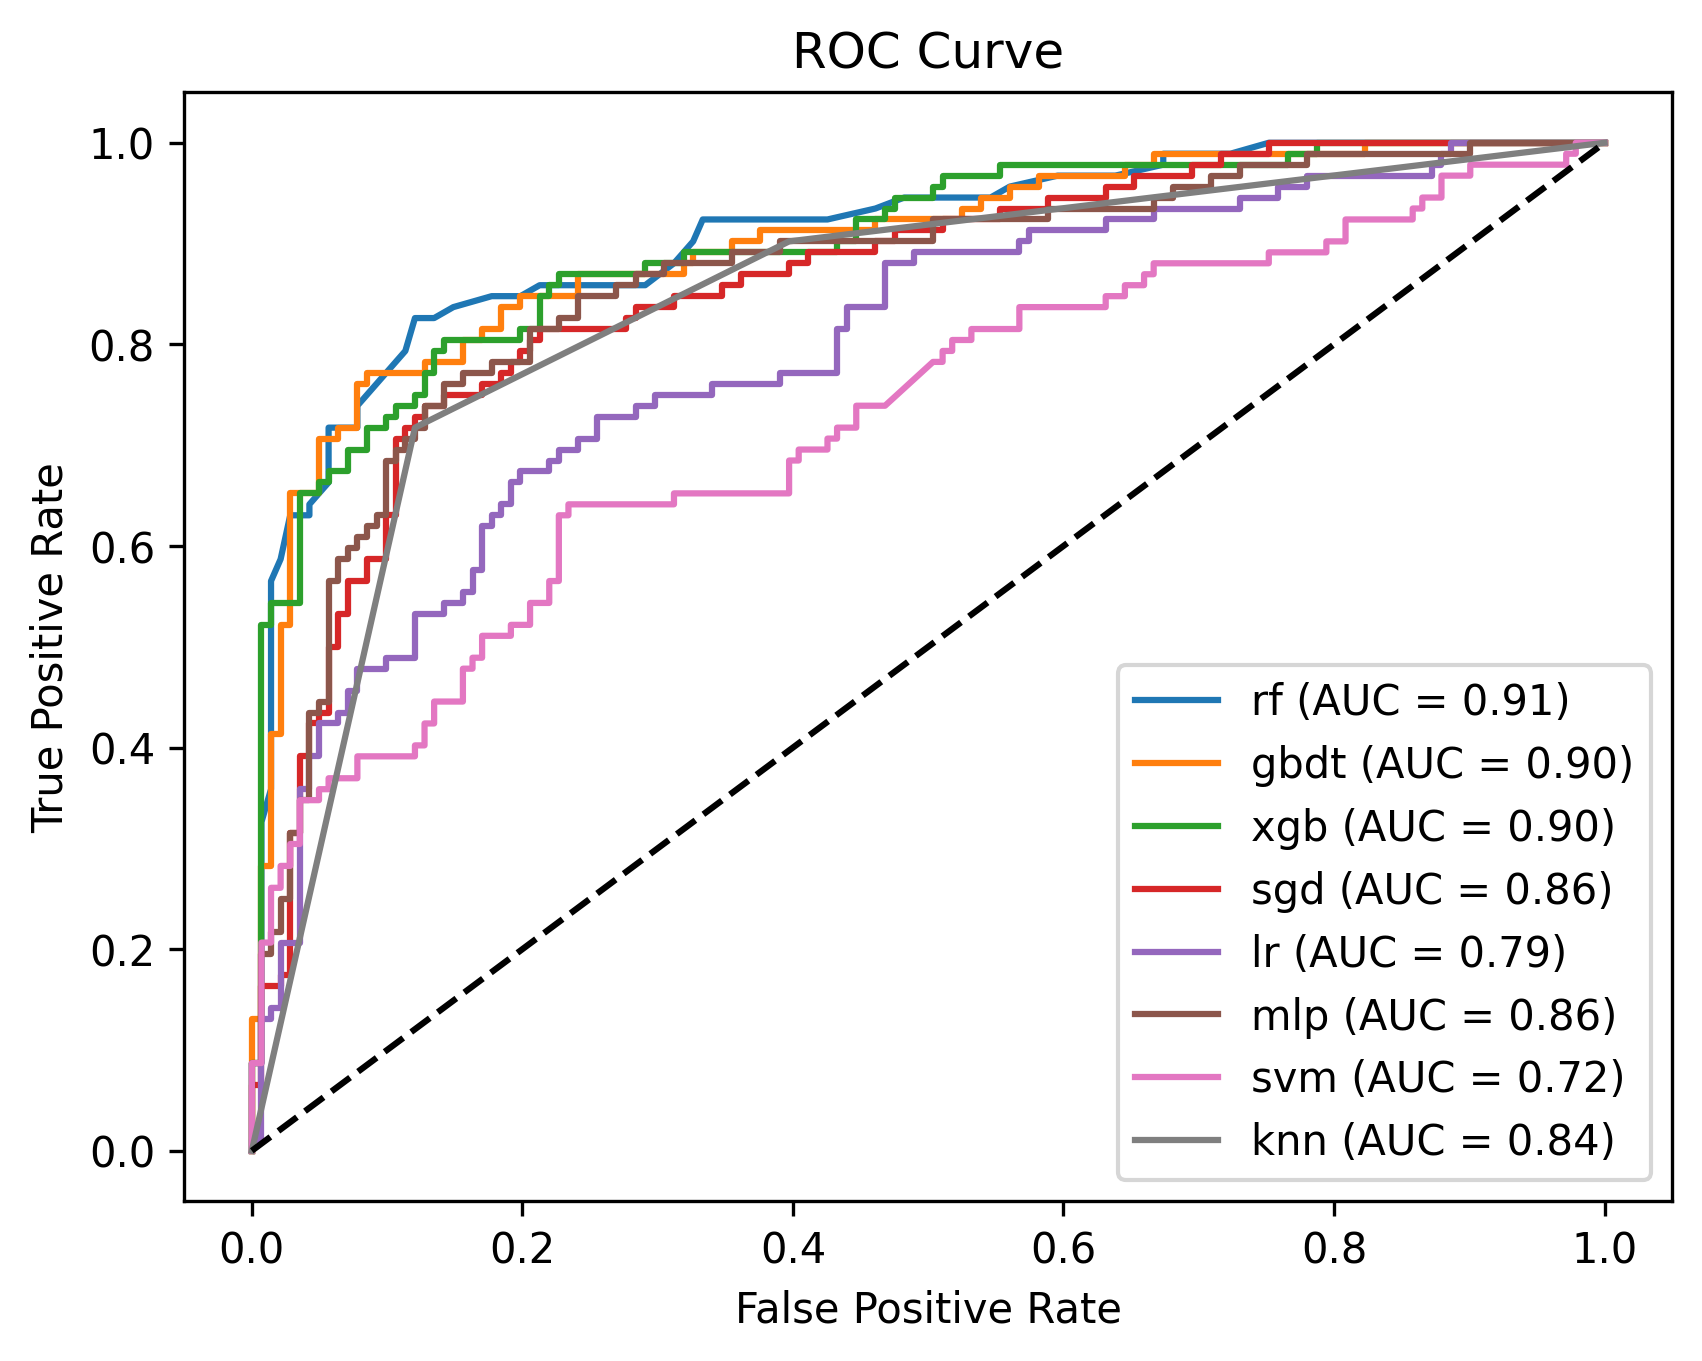 ROC Curve
1.0
0.8
0.6
0.4
0.2
0.0
True Positive Rate
rf (AUC = 0.91)
gbdt (AUC = 0.90)
xgb (AUC = 0.90)
sgd (AUC = 0.86)
lr (AUC = 0.79)
mlp (AUC = 0.86)
svm (AUC = 0.72)
knn (AUC = 0.84)
0.0 0.2 0.4 0.6 0.8 1.0
False Positive Rate